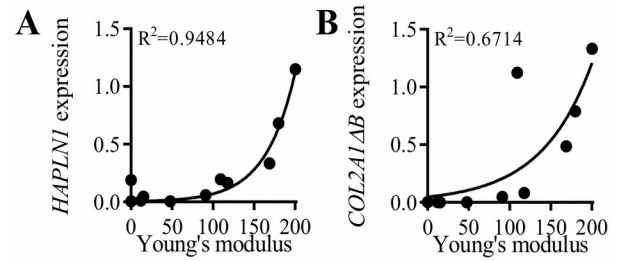 A
R²=0.9484
HAPLN1 expression
1.5
1.0
0.5
0.0
0 50 100 150 200
Young's modulus
B
R²=0.6714
COL2A1ΔB expression
1.5
1.0
0.5
0.0
0 50 100 150 200
Young's modulus